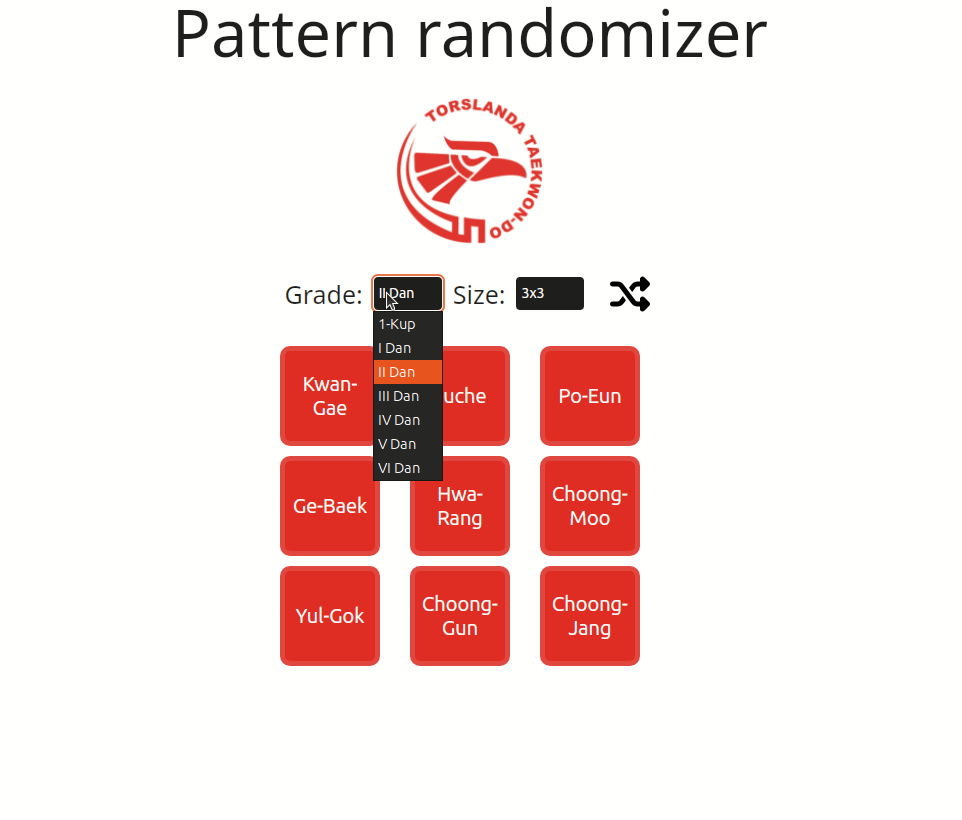 Pattern randomizer
TORSLANDA TAEKWON-DO
Grade: II Dan Size: 3x3
1-Kup
I Dan
II Dan
III Dan
IV Dan
V Dan
VI Dan
Kwan-
Gae
uche
Po-Eun
Ge-Baek
Hwa-
Rang
Choong-
Moo
Yul-Gok
Choong-
Gun
Choong-
Jang